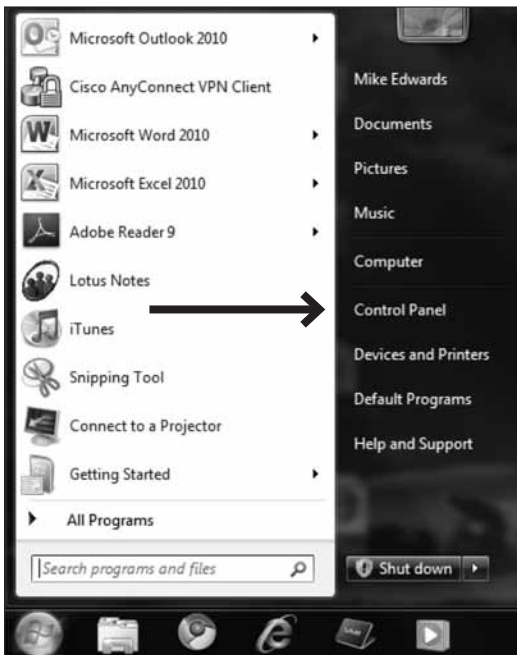 Microsoft Outlook 2010
Cisco AnyConnect VPN Client
Microsoft Word 2010
Microsoft Excel 2010
Adobe Reader 9
Lotus Notes
iTunes
Snipping Tool
Connect to a Projector
Getting Started
All Programs
Search programs and files
Mike Edwards
Documents
Pictures
Music
Computer
Control Panel
Devices and Printers
Default Programs
Help and Support
Shut down